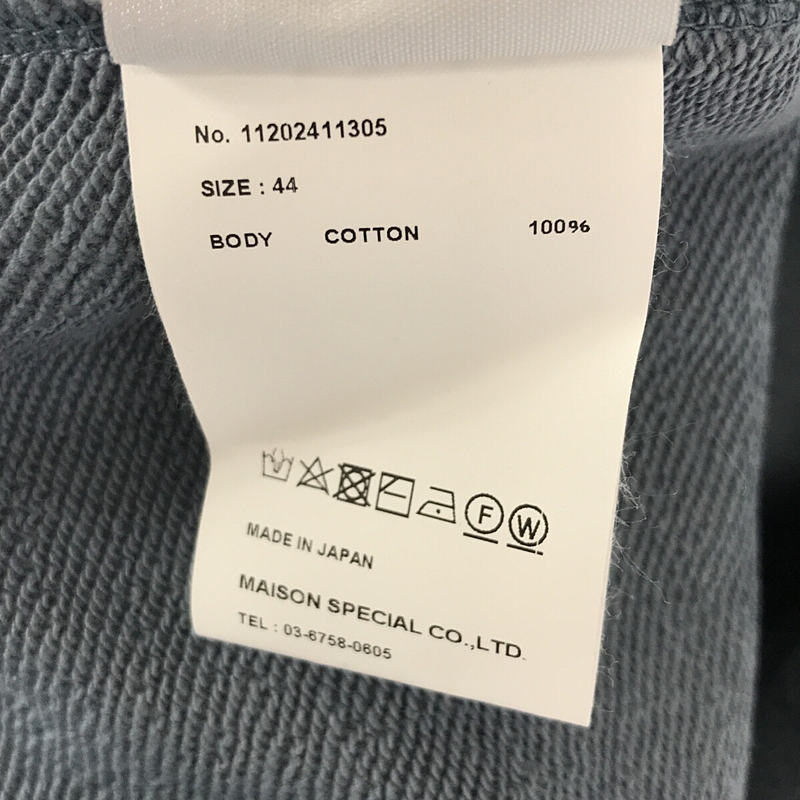 No. 11202411305
SIZE : 44
BODY COTTON 100%
F W
MADE IN JAPAN
MAISON SPECIAL CO.,LTD.
TEL : 03-6758-0605